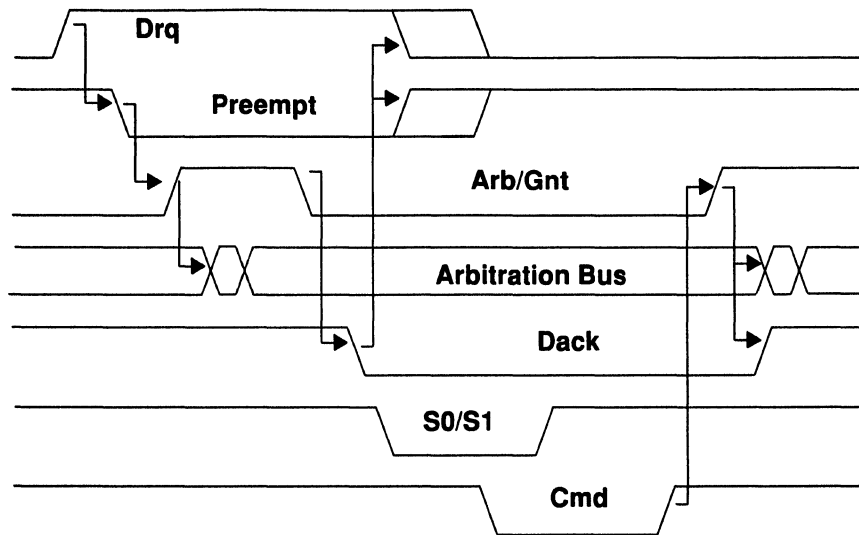 Drq
Preempt
Arb/Gnt
Arbitration Bus
Dack
S0/S1
Cmd